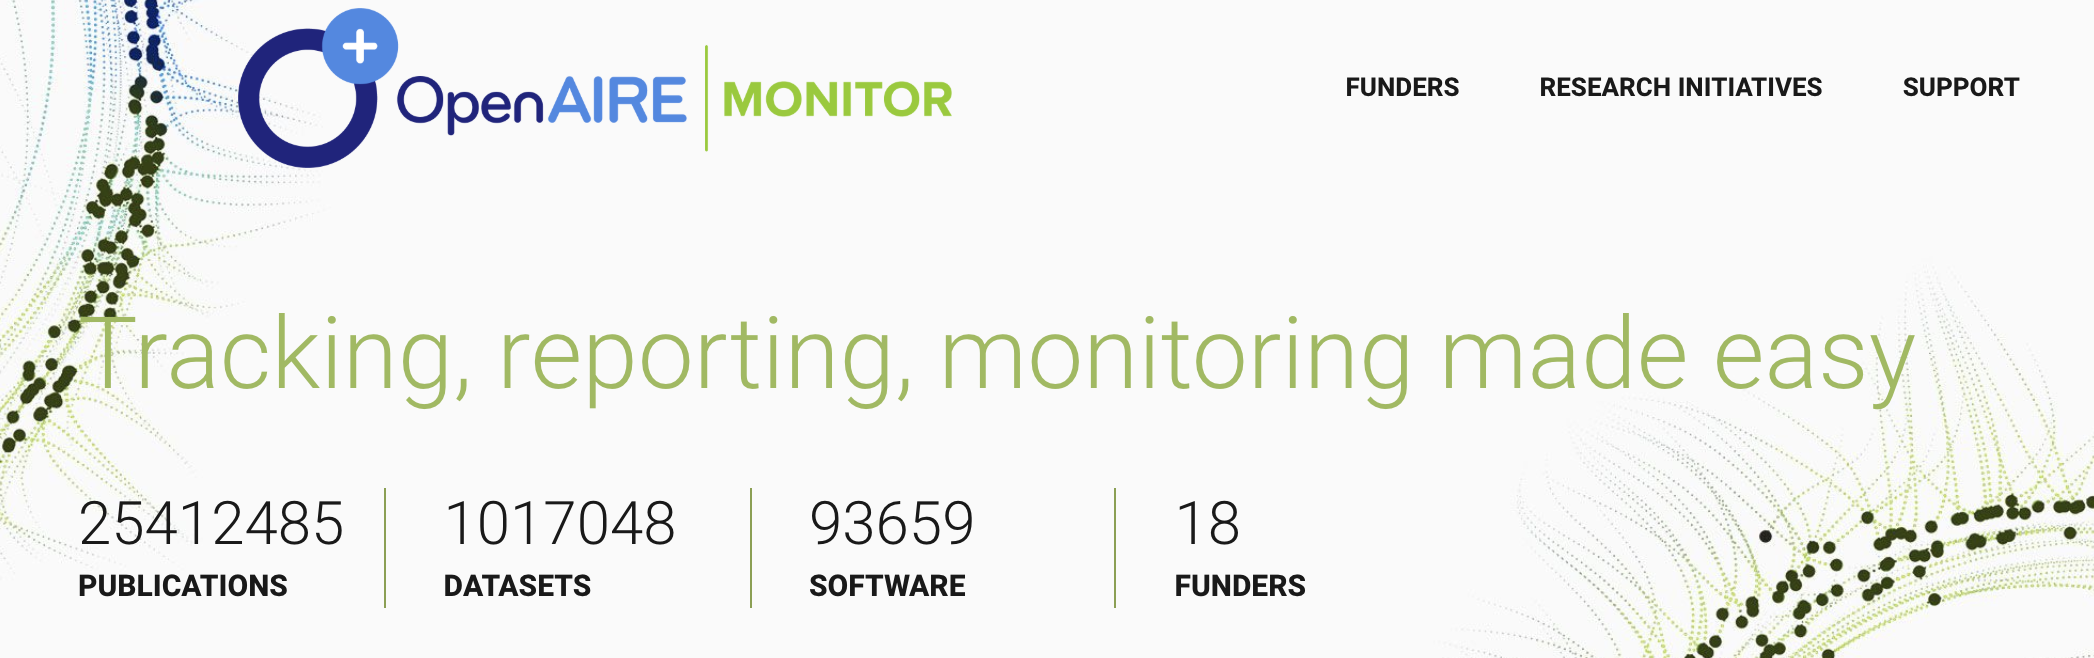 OpenAIRE MONITOR
FUNDERS RESEARCH INITIATIVES SUPPORT
Tracking, reporting, monitoring made easy
25412485 1017048 93659 18
PUBLICATIONS DATASETS SOFTWARE FUNDERS